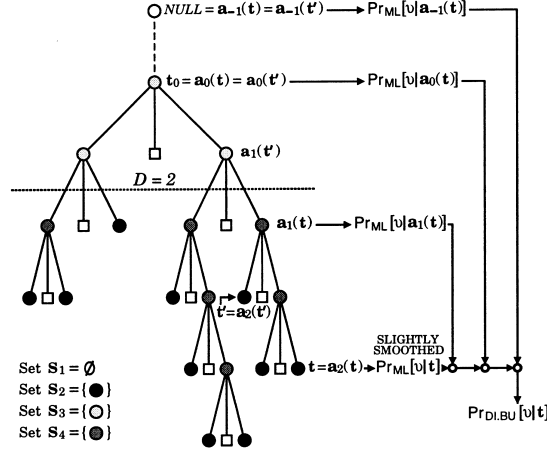 NULL = a₋₁(t) = a₋₁(t′) Pr_ML[υ|a₋₁(t)]
t₀ = a₀(t) = a₀(t′) Pr_ML[υ|a₀(t)]
a₁(t′)
D = 2
a₁(t) Pr_ML[υ|a₁(t)]
t′=a₂(t′)
SLIGHTLY
SMOOTHED
t = a₂(t) Pr_ML[υ|t]
Set S₁ = ∅
Set S₂ = {●}
Set S₃ = {○}
Set S₄ = {●}
Pr_DI.BU[υ|t]